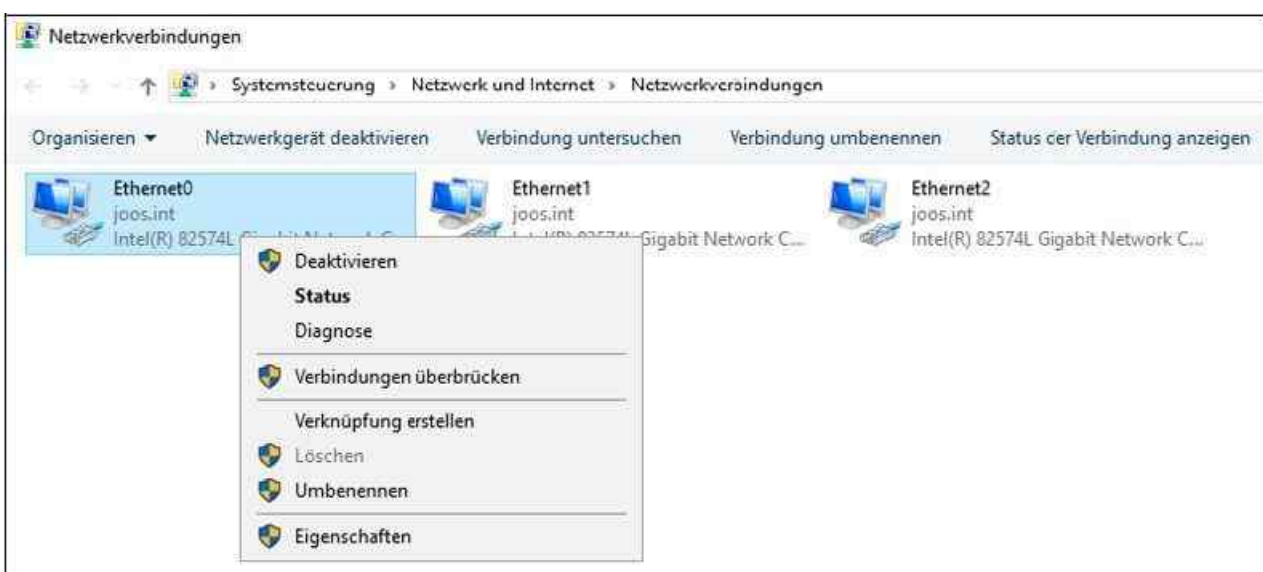 Netzwerkverbindungen
Systemsteuerung › Netzwerk und Internet › Netzwerkverbindungen
Organisieren ▾ Netzwerkgerät deaktivieren Verbindung untersuchen Verbindung umbenennen Status der Verbindung anzeigen
Ethernet0
joos.int
Intel(R) 82574L
Ethernet1
joos.int
Gigabit Network C...
Ethernet2
joos.int
Intel(R) 82574L Gigabit Network C...
Deaktivieren
Status
Diagnose
Verbindungen überbrücken
Verknüpfung erstellen
Löschen
Umbenennen
Eigenschaften